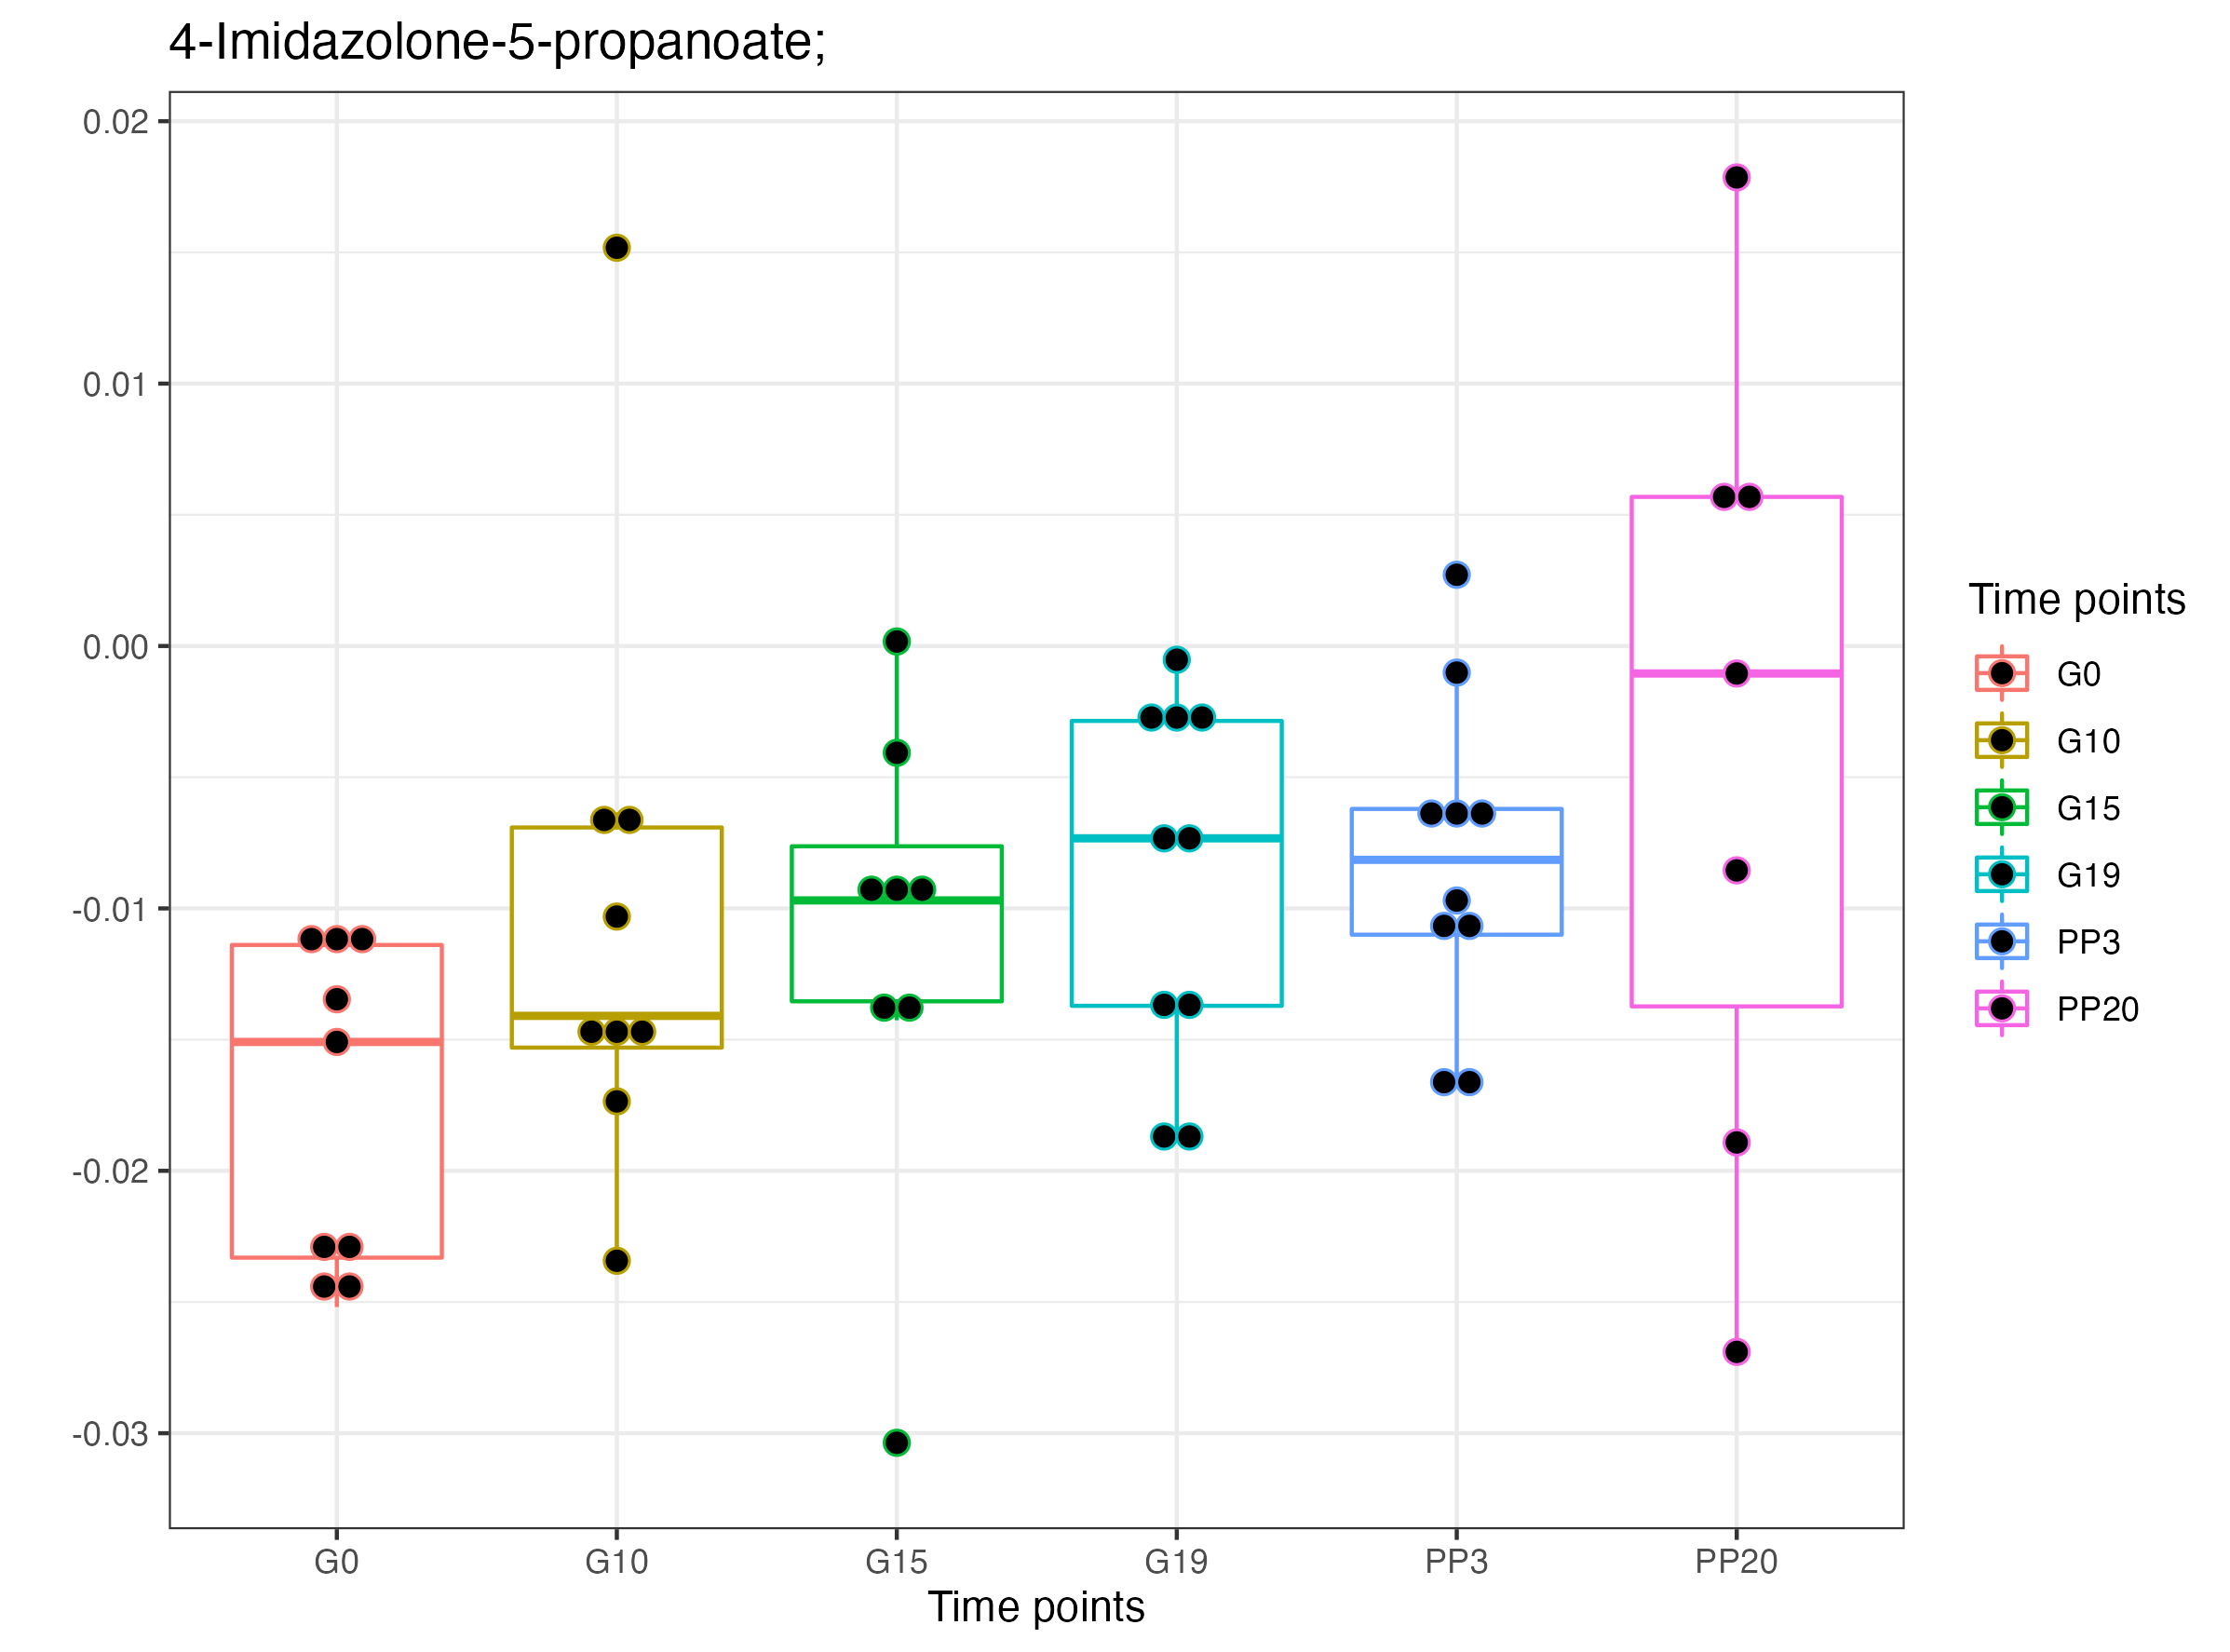 4-Imidazolone-5-propanoate;
0.02
0.01
0.00
-0.01
-0.02
-0.03
G0 G10 G15 G19 PP3 PP20
Time points
Time points
G0
G10
G15
G19
PP3
PP20